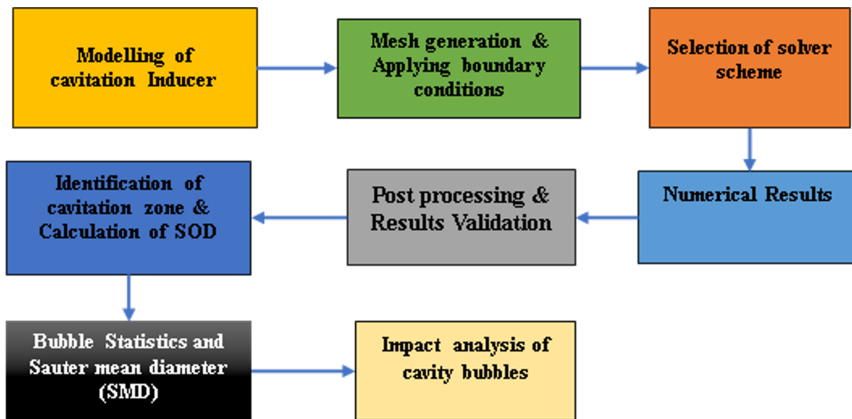 Modelling of
cavitation Inducer
Mesh generation &
Applying boundary
conditions
Selection of solver
scheme
Numerical Results
Post processing &
Results Validation
Identification of
cavitation zone &
Calculation of SOD
Bubble Statistics and
Sauter mean diameter
(SMD)
Impact analysis of
cavity bubbles